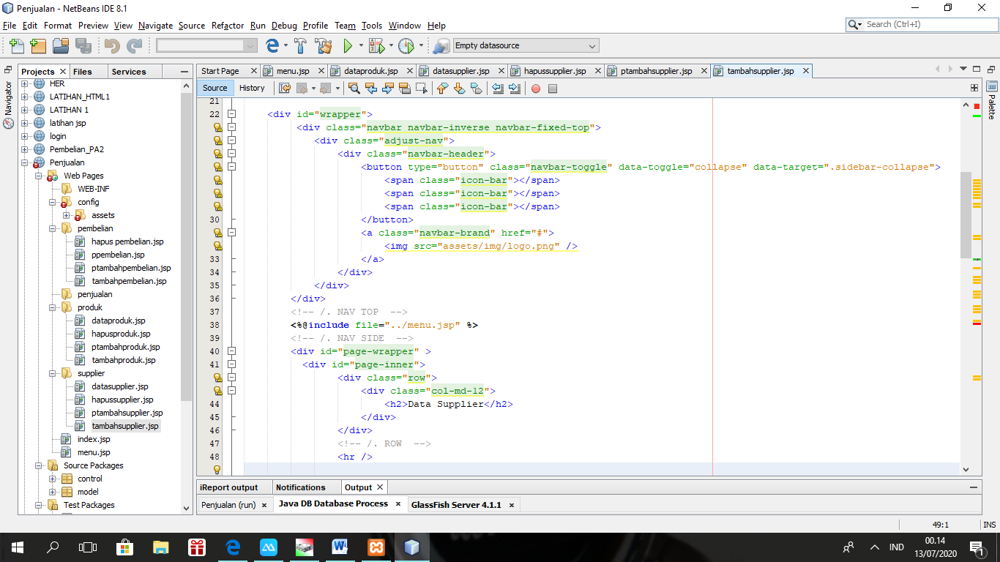 Penjualan - NetBeans IDE 8.1
File Edit Format Preview View Navigate Source Refactor Run Debug Profile Team Tools Window Help
Search (Ctrl+I)
Empty datasource
Projects Files Services
Start Page menu.jsp dataproduk.jsp datasupplier.jsp hapussupplier.jsp ptambahsupplier.jsp tambahsupplier.jsp
Source History
Navigator
Palette
HER
LATIHAN_HTML1
LATIHAN 1
latihan jsp
login
Pembelian_PA2
Penjualan
Web Pages
WEB-INF
config
assets
pembelian
hapus pembelian.jsp
ppembelian.jsp
ptambahpembelian.jsp
tambahpembelian.jsp
penjualan
produk
dataproduk.jsp
hapusproduk.jsp
ptambahproduk.jsp
tambahproduk.jsp
supplier
datasupplier.jsp
hapussupplier.jsp
ptambahsupplier.jsp
tambahsupplier.jsp
index.jsp
menu.jsp
Source Packages
control
model
Test Packages
21
22 <div id="wrapper">
<div class="navbar navbar-inverse navbar-fixed-top">
<div class="adjust-nav">
<div class="navbar-header">
<button type="button" class="navbar-toggle" data-toggle="collapse" data-target=".sidebar-collapse">
<span class="icon-bar"></span>
<span class="icon-bar"></span>
<span class="icon-bar"></span>
30 </button>
<a class="navbar-brand" href="#">
<img src="assets/img/logo.png" />
33 </a>
34 </div>
35 </div>
36 </div>
37 <!-- /. NAV TOP  -->
38 <%@include file="../menu.jsp" %>
39 <!-- /. NAV SIDE  -->
40 <div id="page-wrapper" >
41 <div id="page-inner">
<div class="row">
<div class="col-md-12">
44 <h2>Data Supplier</h2>
45 </div>
46 </div>
47 <!-- /. ROW  -->
48 <hr />
iReport output Notifications Output
Penjualan (run) Java DB Database Process GlassFish Server 4.1.1
49:1 INS
IND
00.14
13/07/2020
1